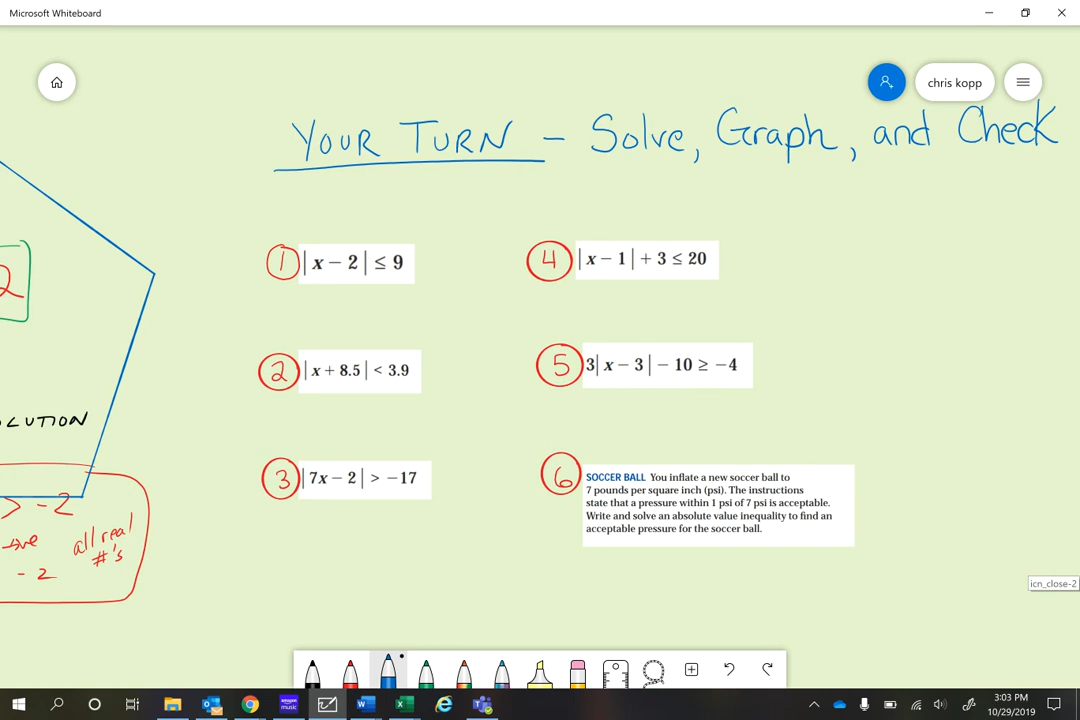 Microsoft Whiteboard
chris kopp
YOUR TURN - Solve, Graph, and Check
1 |x − 2| ≤ 9
4 |x − 1| + 3 ≤ 20
2 |x + 8.5| < 3.9
5 3|x − 3| − 10 ≥ −4
3 |7x − 2| > −17
6 SOCCER BALL You inflate a new soccer ball to
7 pounds per square inch (psi). The instructions
state that a pressure within 1 psi of 7 psi is acceptable.
Write and solve an absolute value inequality to find an
acceptable pressure for the soccer ball.
2
> -2
all real
#'s
- 2
icn_close-2
amazon
music
3:03 PM
10/29/2019